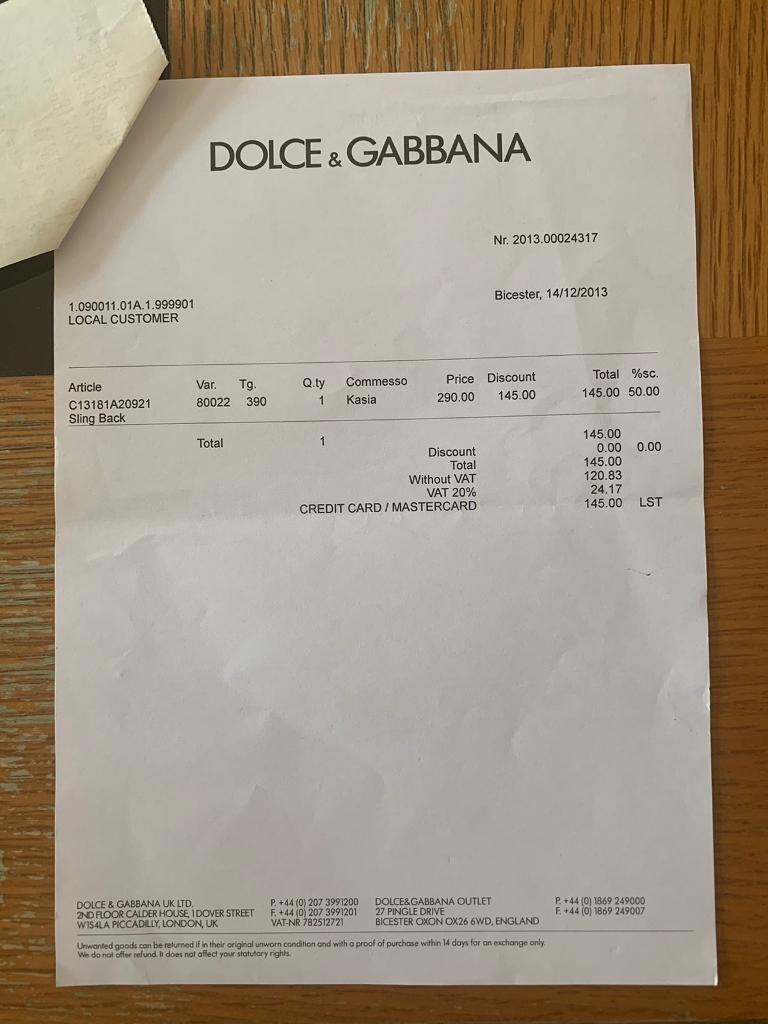 DOLCE & GABBANA
Nr. 2013.00024317
1.090011.01A.1.999901
LOCAL CUSTOMER
Bicester, 14/12/2013
Article Var. Tg. Q.ty Commesso Price Discount Total %sc.
C13181A20921 80022 390 1 Kasia 290.00 145.00 145.00 50.00
Sling Back
Total 1 145.00
Discount 0.00 0.00
Total 145.00
Without VAT 120.83
VAT 20% 24.17
CREDIT CARD / MASTERCARD 145.00 LST
DOLCE & GABBANA UK LTD. P. +44 (0) 207 3991200 DOLCE&GABBANA OUTLET P. +44 (0) 1869 249000
2ND FLOOR CALDER HOUSE, 1 DOVER STREET F. +44 (0) 207 3991201 27 PINGLE DRIVE F. +44 (0) 1869 249007
W1S4LA PICCADILLY, LONDON, UK VAT-NR 782512721 BICESTER OXON OX26 6WD, ENGLAND
Unwanted goods can be returned if in their original unworn condition and with a proof of purchase within 14 days for an exchange only.
We do not offer refund. It does not affect your statutory rights.